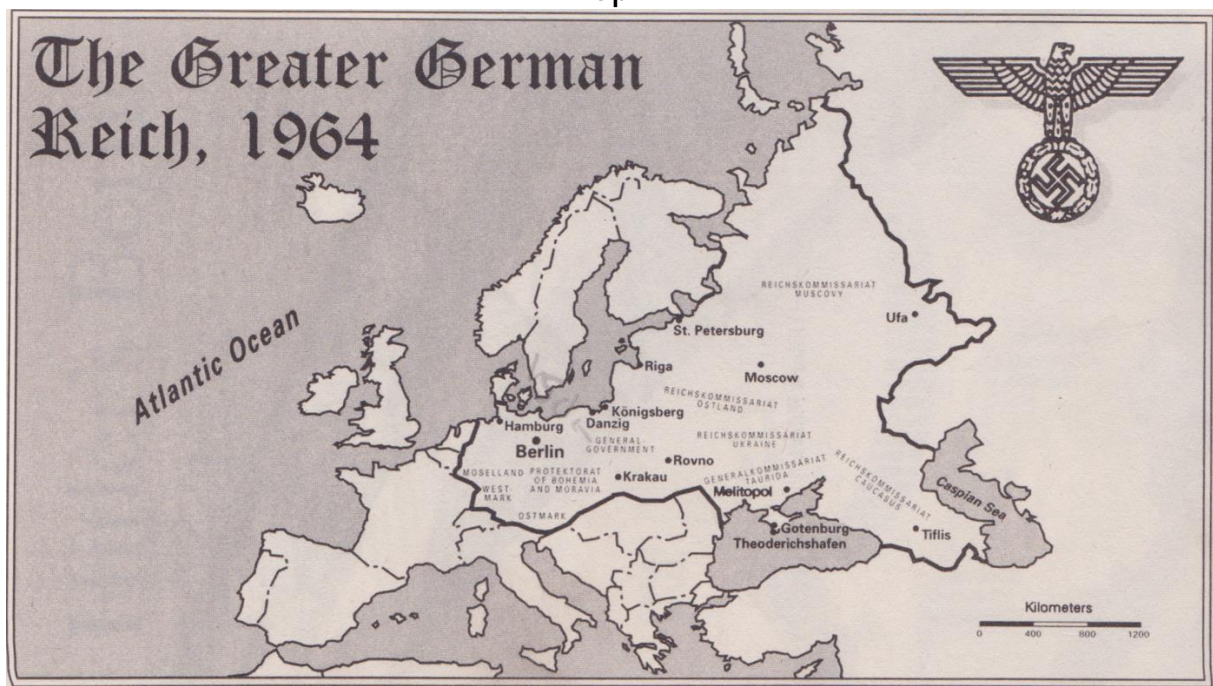 The Greater German
Reich, 1964
Atlantic Ocean
REICHSKOMMISSARIAT
MUSCOVY
Ufa
St. Petersburg
Riga
Moscow
REICHSKOMMISSARIAT
OSTLAND
Königsberg
Danzig
Hamburg
Berlin
GENERAL-
GOVERNMENT
REICHSKOMMISSARIAT
UKRAINE
Rovno
MOSELLAND
PROTEKTORAT
OF BOHEMIA
AND MORAVIA
WEST-
MARK
Krakau
GENERALKOMMISSARIAT
TAURIDA
Melitopol
REICHSKOMMISSARIAT
CAUCASUS
Caspian Sea
OSTMARK
Gotenburg
Theoderichshafen
Tiflis
Kilometers
0 400 800 1200